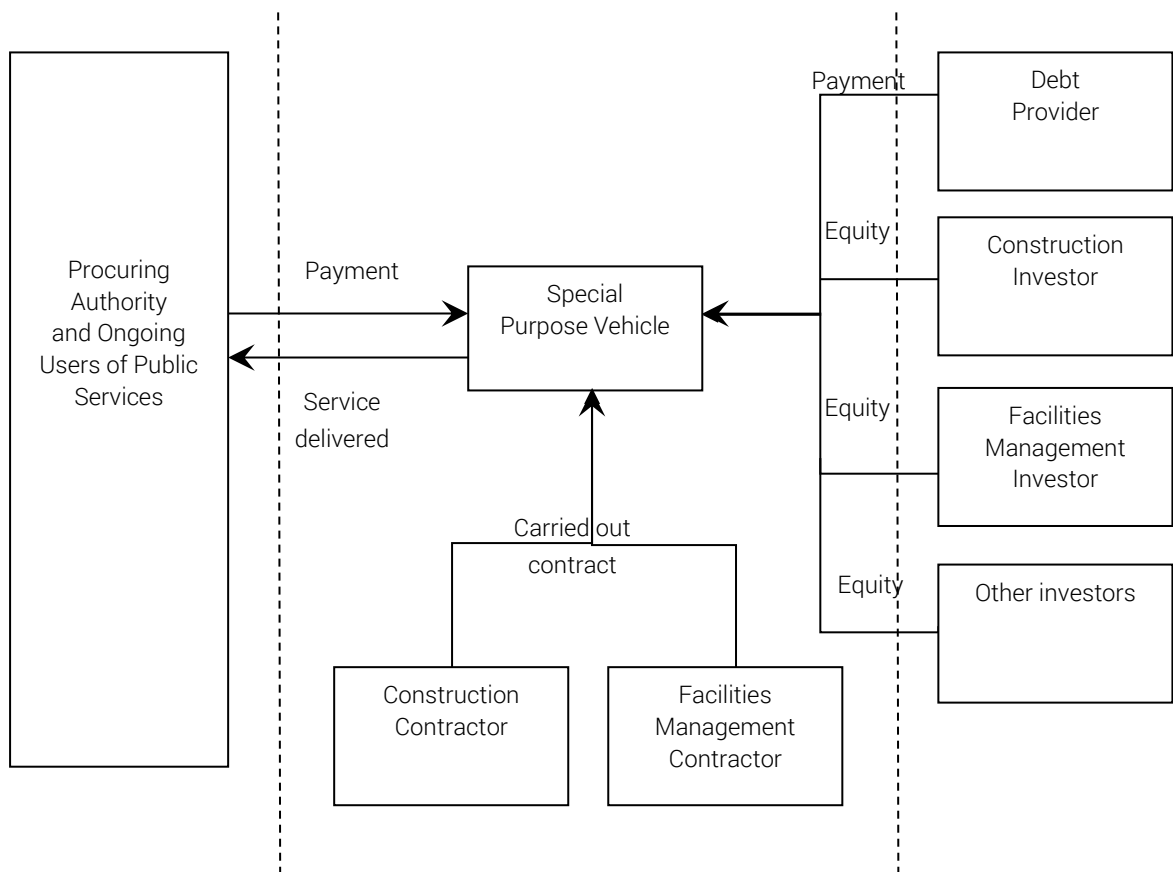 Procuring
Authority
and Ongoing
Users of Public
Services
Payment
Service
delivered
Special
Purpose Vehicle
Carried out
contract
Construction
Contractor
Facilities
Management
Contractor
Payment
Equity
Equity
Equity
Debt
Provider
Construction
Investor
Facilities
Management
Investor
Other investors